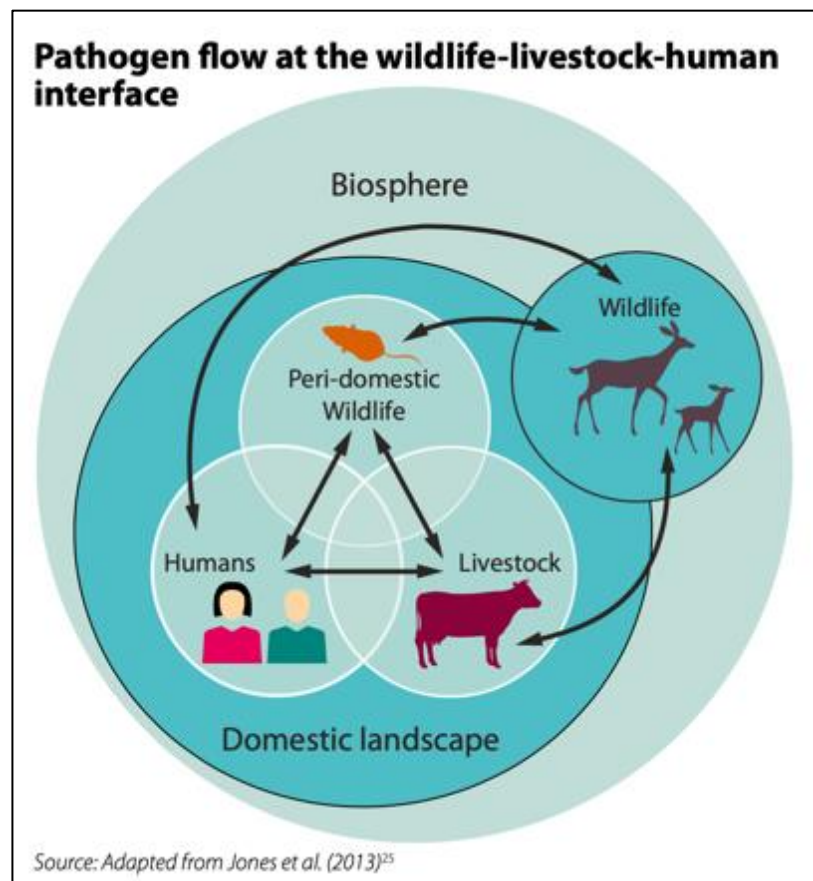 Pathogen flow at the wildlife-livestock-human
interface
Biosphere
Wildlife
Peri-domestic
Wildlife
Humans
Livestock
Domestic landscape
Source: Adapted from Jones et al. (2013)25